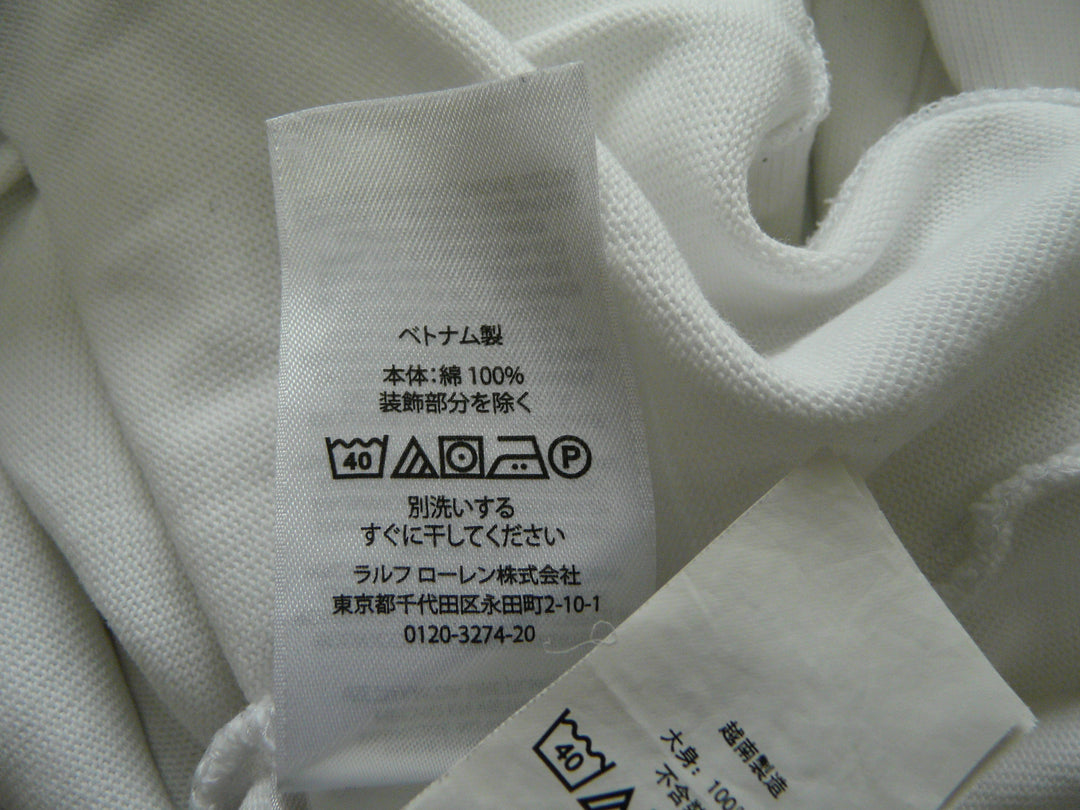 ベトナム製
本体：綿 100%
装飾部分を除く
40
P
別洗いする
すぐに干してください
ラルフ ローレン株式会社
東京都千代田区永田町2-10-1
0120-3274-20
越南製造
大身: 100
不含
40